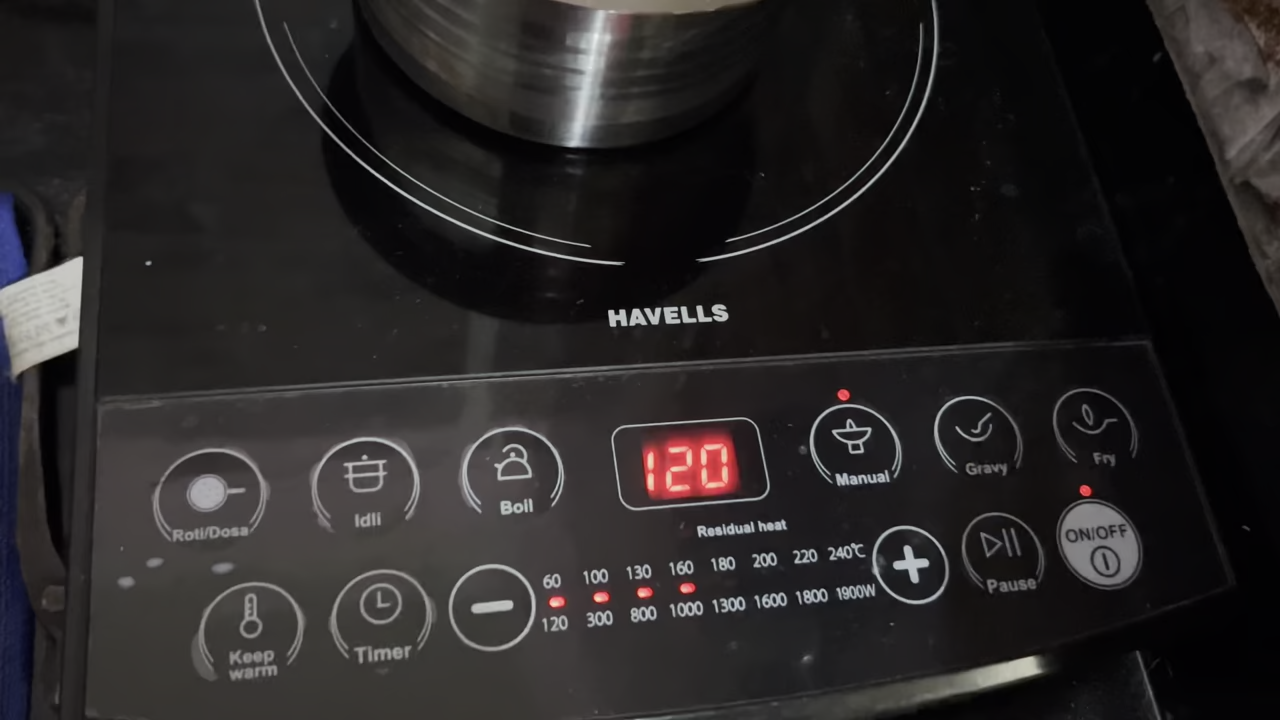 HAVELLS
Roti/Dosa
Idli
Boil
120
Manual
Gravy
Fry
Residual heat
60 100 130 160 180 200 220 240℃
120 300 800 1000 1300 1600 1800 1900W
Keep warm
Timer
Pause
ON/OFF